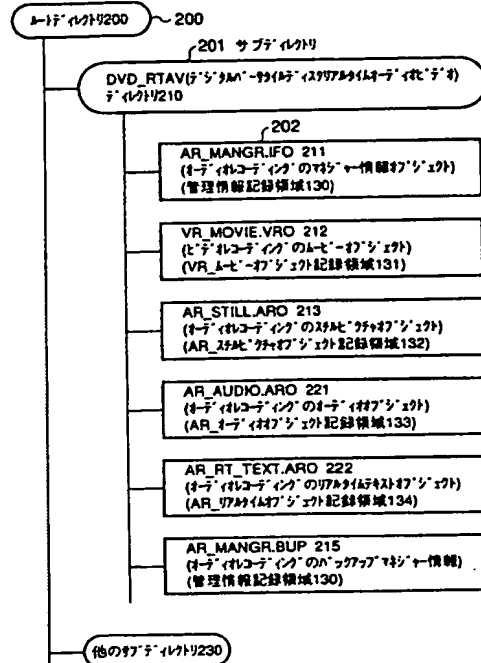 ルートディレクトリ200
200
201 サブディレクトリ
DVD_RTAV(デジタルバーサタイルディスクリアルタイムオーディオビデオ)
ディレクトリ210
202
AR_MANGR.IFO 211
(オーディオレコーディングのマネジャー情報オブジェクト)
(管理情報記録領域130)
VR_MOVIE.VRO 212
(ビデオレコーディングのムービーオブジェクト)
(VR_ムービーオブジェクト記録領域131)
AR_STILL.ARO 213
(オーディオレコーディングのスチルピクチャオブジェクト)
(AR_スチルピクチャオブジェクト記録領域132)
AR_AUDIO.ARO 221
(オーディオレコーディングのオーディオオブジェクト)
(AR_オーディオオブジェクト記録領域133)
AR_RT_TEXT.ARO 222
(オーディオレコーディングのリアルタイムテキストオブジェクト)
(AR_リアルタイムオブジェクト記録領域134)
AR_MANGR.BUP 215
(オーディオレコーディングのバックアップマネジャー情報)
(管理情報記録領域130)
他のサブディレクトリ230